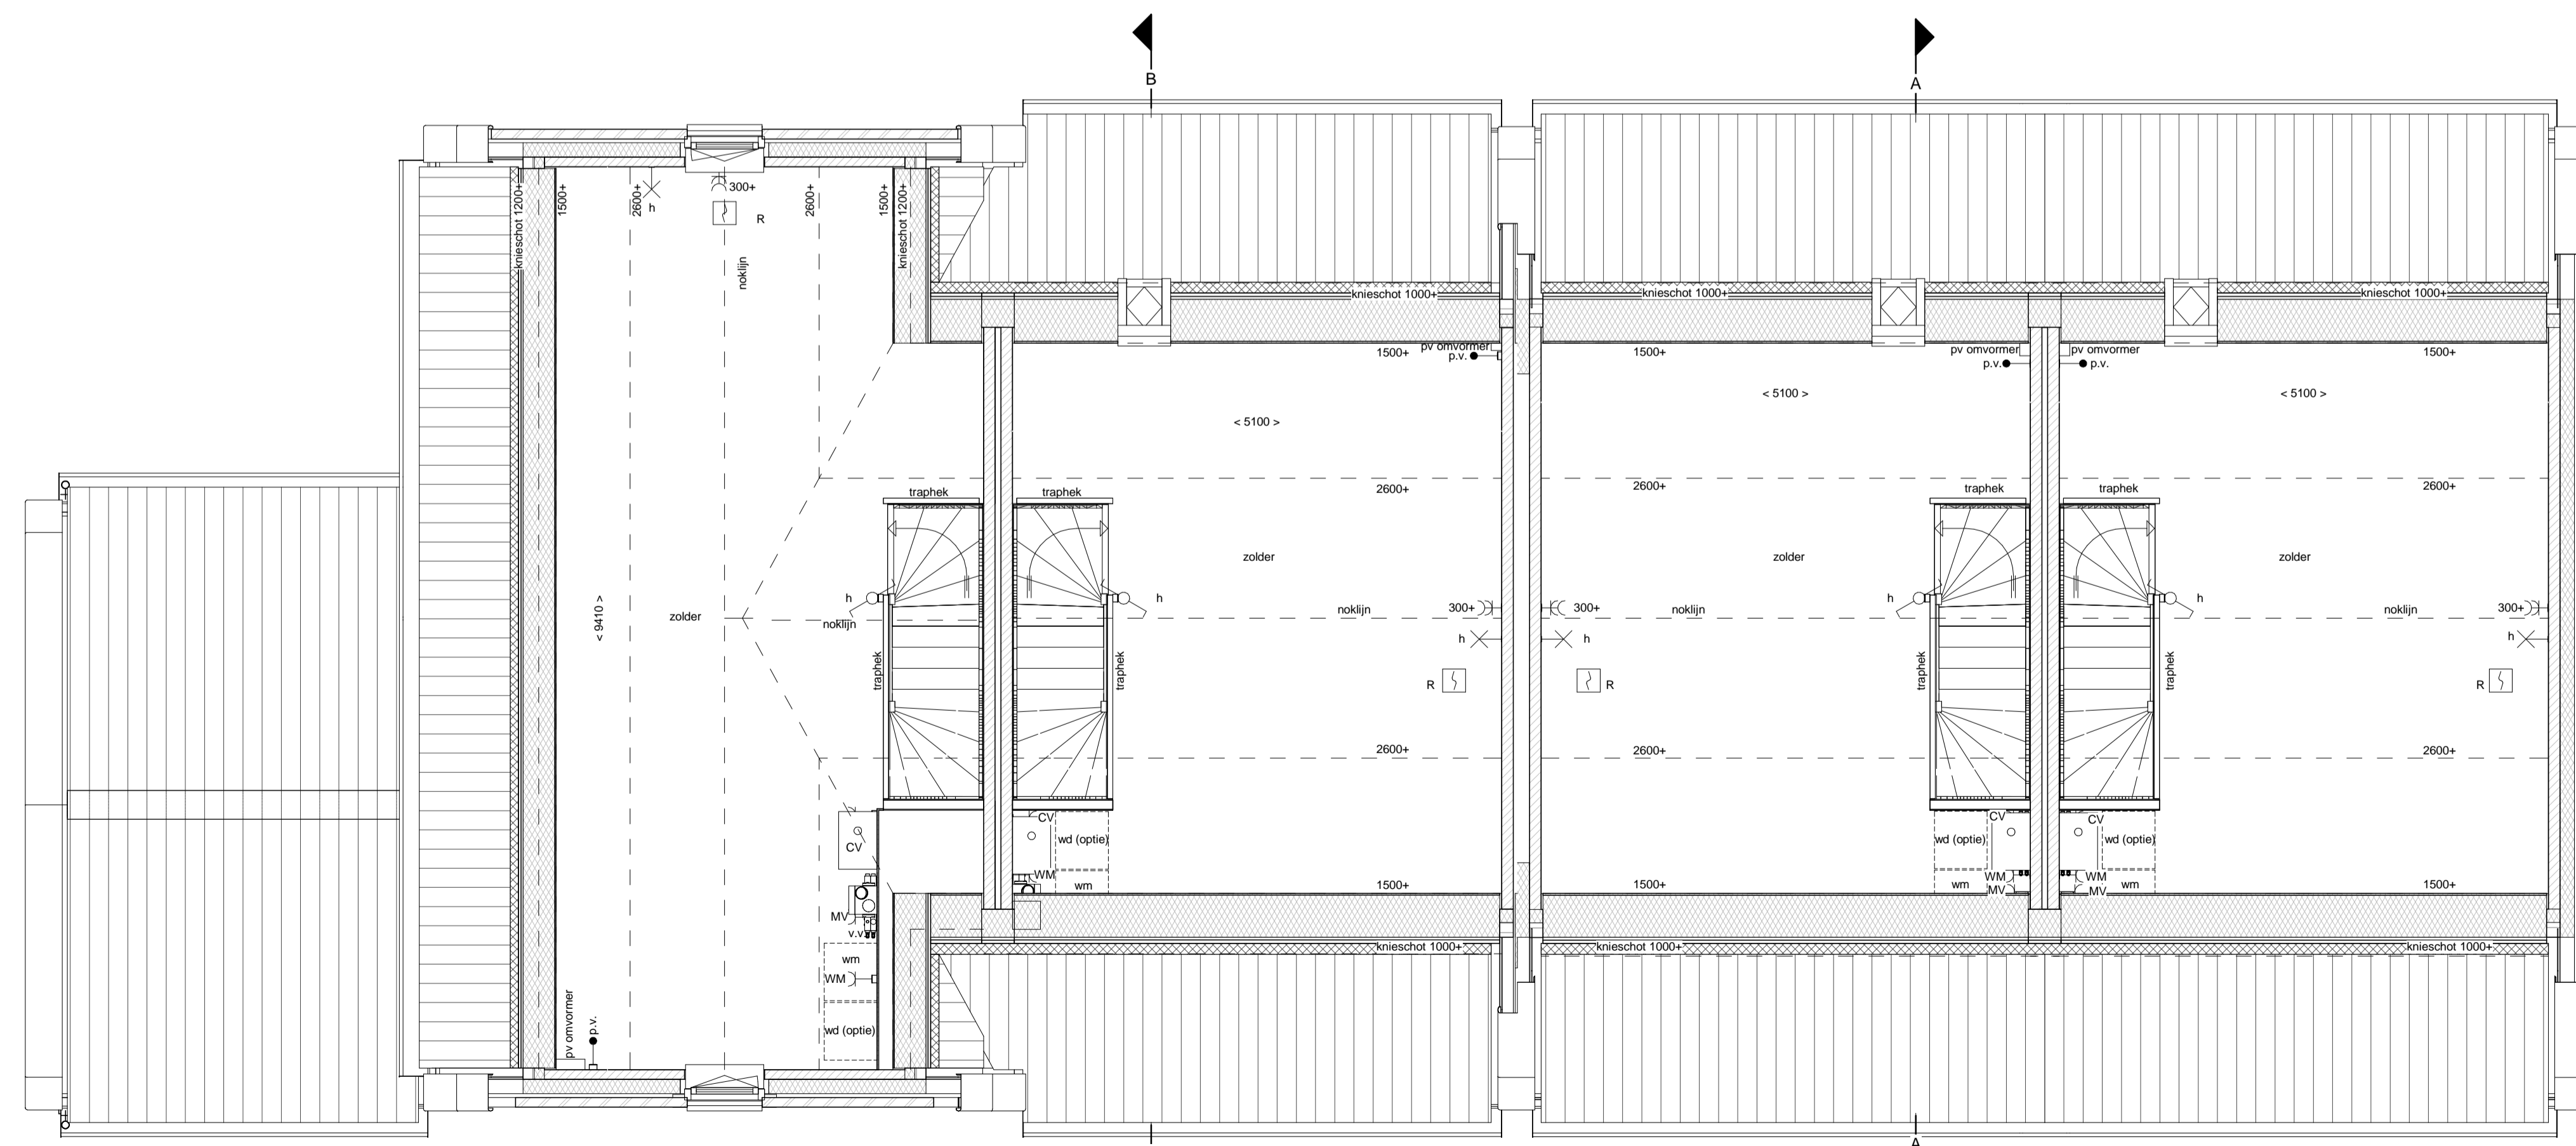 B
A
knieschot 1200+
1500+
2600+
h
300+
R
noklijn
2600+
1500+
knieschot 1200+
knieschot 1000+
knieschot 1000+
knieschot 1000+
1500+
pv omvormer
p.v.
1500+
pv omvormer
p.v.
pv omvormer
p.v.
1500+
< 5100 >
< 5100 >
< 5100 >
2600+
2600+
2600+
traphek
traphek
traphek
traphek
zolder
zolder
zolder
h
h
h
h
< 9410 >
zolder
noklijn
noklijn
300+
300+
noklijn
noklijn
300+
h
h
h
traphek
traphek
traphek
traphek
R
R
R
2600+
2600+
2600+
CV
CV
wd (optie)
wd (optie)
CV
CV
wd (optie)
WM
wm
1500+
1500+
wm
WM
MV
WM
MV
wm
1500+
MV
v.v.
knieschot 1000+
knieschot 1000+
knieschot 1000+
wm
WM
wd (optie)
pv omvormer
p.v.
A